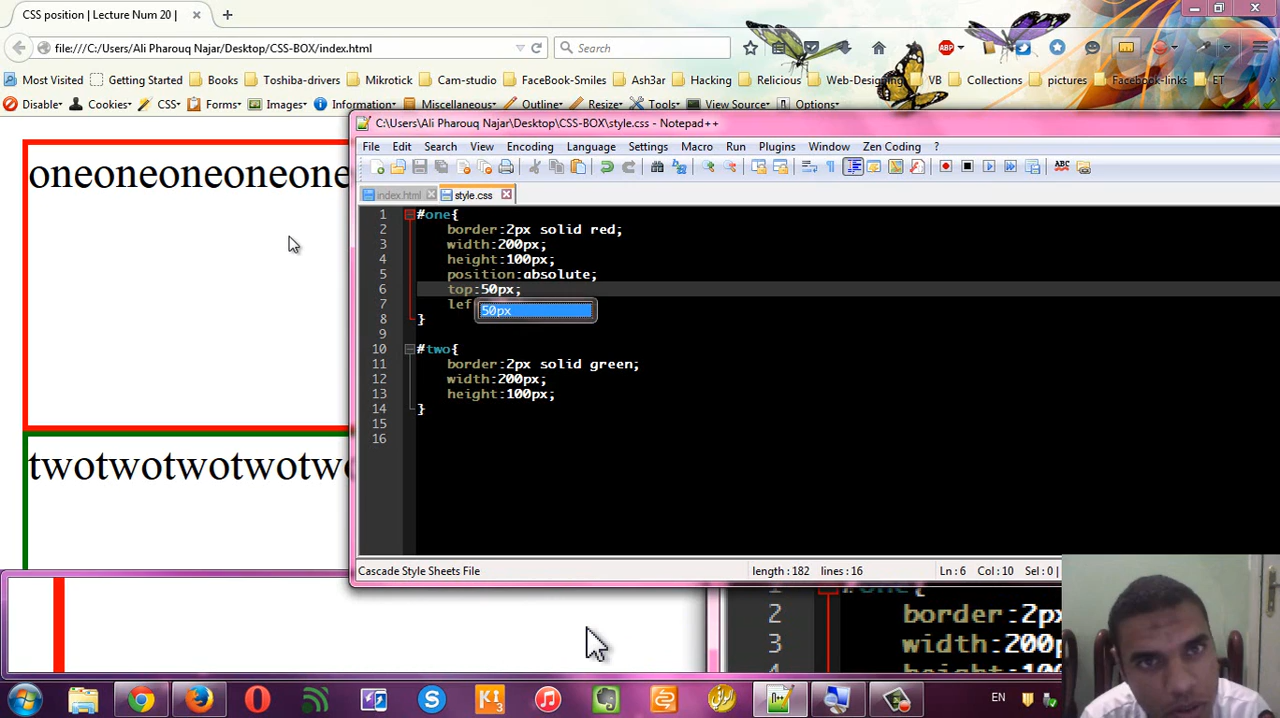 CSS position | Lecture Num 20 |
file:///C:/Users/Ali Pharouq Najar/Desktop/CSS-BOX/index.html
Search
ABP
Most Visited Getting Started Books Toshiba-drivers Mikrotick Cam-studio FaceBook-Smiles Ash3ar Hacking Relicious Web-Designing VB Collections pictures Facebook-links ET
Disable Cookies CSS Forms Images Information Miscellaneous Outline Resize Tools View Source Options
oneoneoneoneone
twotwotwotwotwo
C:\Users\Ali Pharouq Najar\Desktop\CSS-BOX\style.css - Notepad++
File Edit Search View Encoding Language Settings Macro Run Plugins Window Zen Coding ?
index.html style.css
1 #one{
2 border:2px solid red;
3 width:200px;
4 height:100px;
5 position:absolute;
6 top:50px;
7 lef
50px
8 }
9
10 #two{
11 border:2px solid green;
12 width:200px;
13 height:100px;
14 }
15
16
Cascade Style Sheets File length:182 lines:16 Ln:6 Col:10 Sel:0 |
2 border:2px
3 width:200p
4 height:100
EN